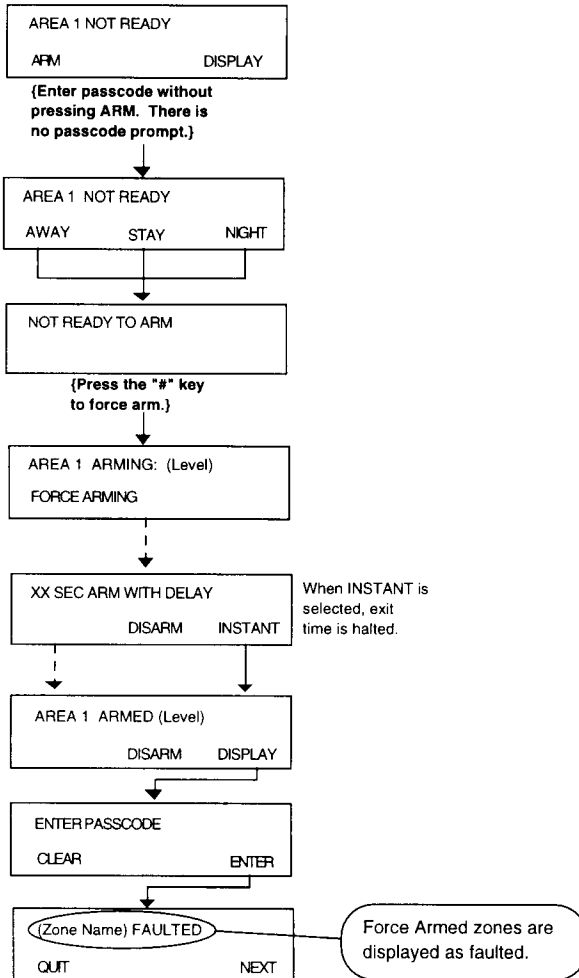 AREA 1 NOT READY
ARM DISPLAY
{Enter passcode without
pressing ARM. There is
no passcode prompt.}
AREA 1 NOT READY
AWAY STAY NIGHT
NOT READY TO ARM
{Press the "#" key
to force arm.}
AREA 1 ARMING: (Level)
FORCE ARMING
XX SEC ARM WITH DELAY
DISARM INSTANT
When INSTANT is
selected, exit
time is halted.
AREA 1 ARMED (Level)
DISARM DISPLAY
ENTER PASSCODE
CLEAR ENTER
(Zone Name) FAULTED
QUIT NEXT
Force Armed zones are
displayed as faulted.